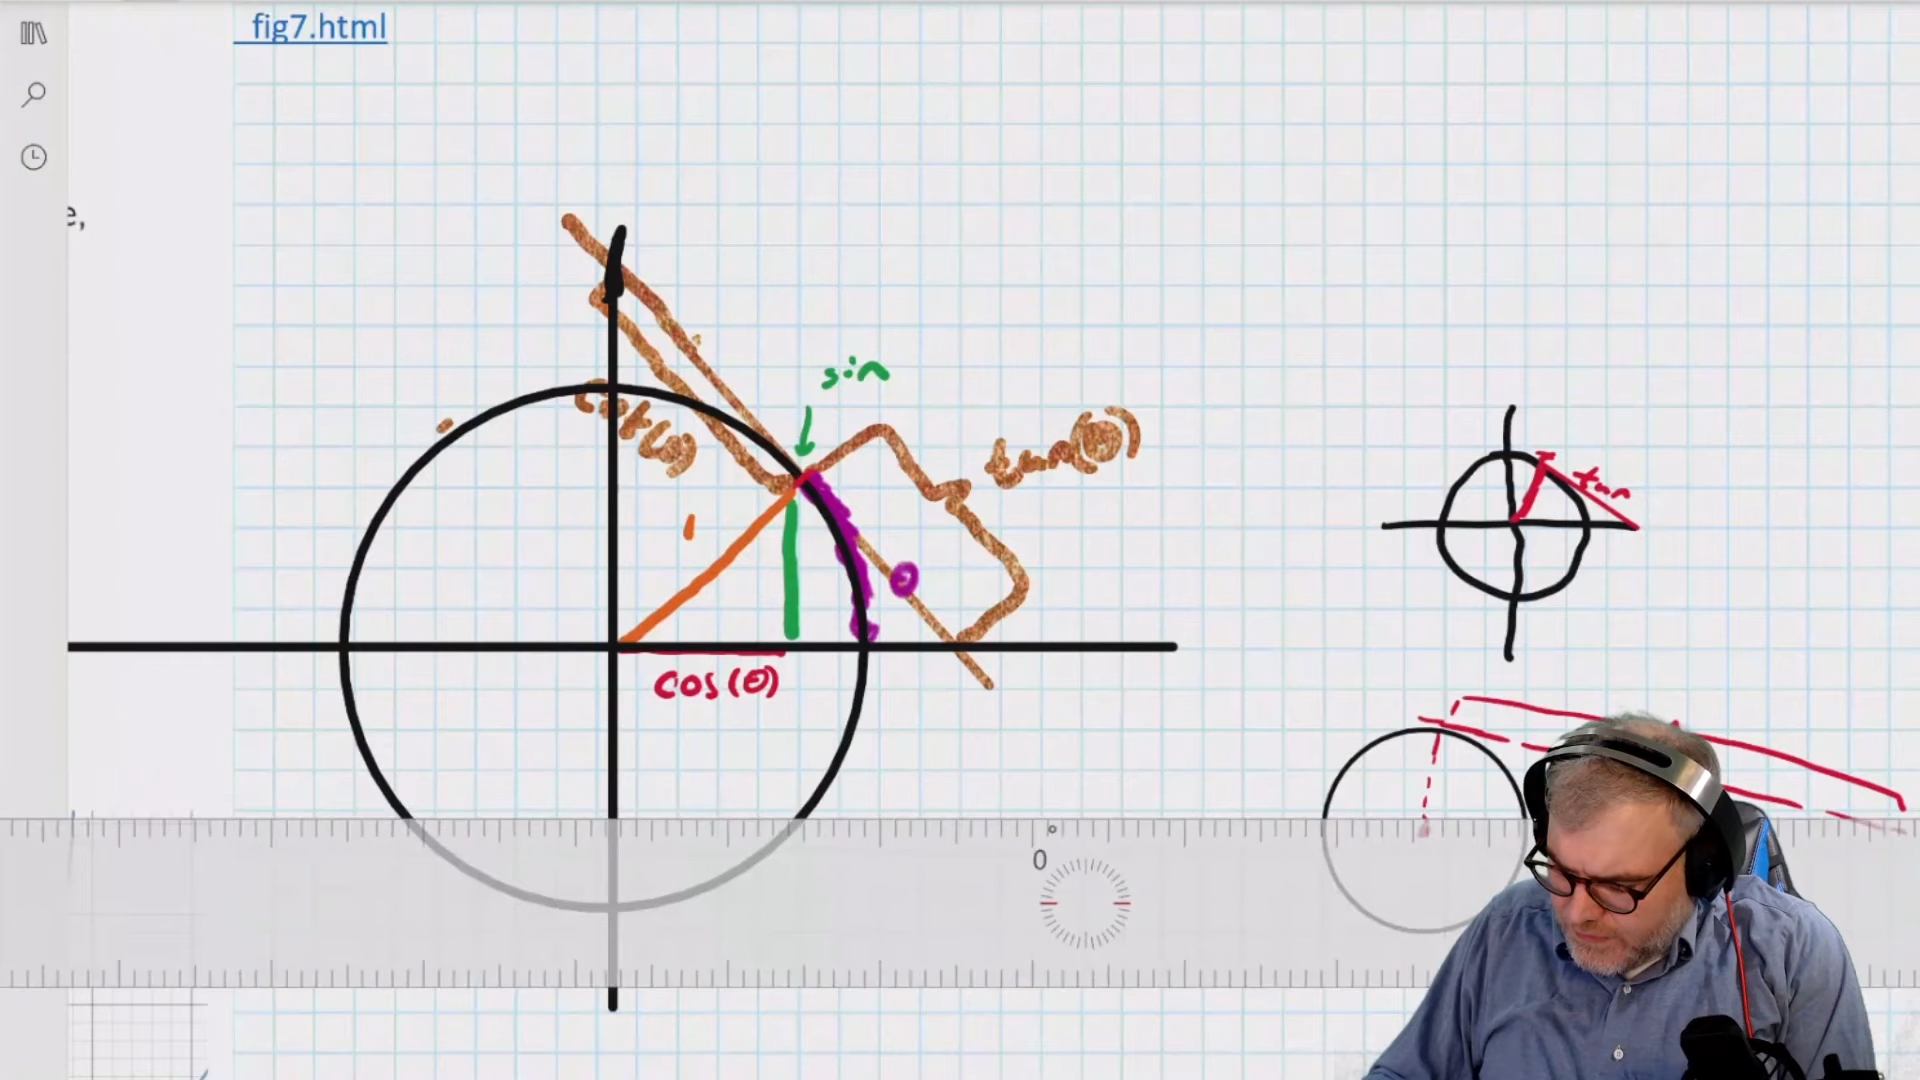 fig7.html
e,
sin
cot(θ)
tan(θ)
tan
1
θ
cos(θ)
0